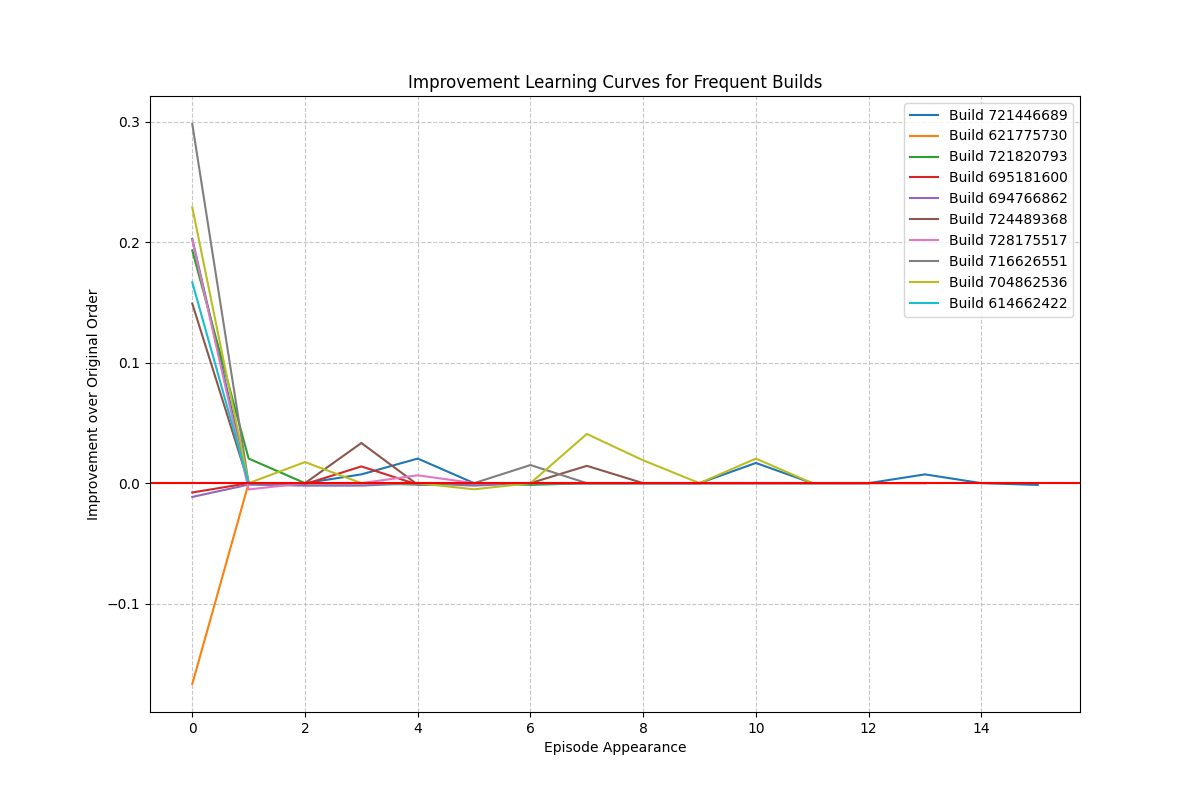 Improvement Learning Curves for Frequent Builds
Improvement over Original Order
0.3
0.2
0.1
0.0
−0.1
Build 721446689
Build 621775730
Build 721820793
Build 695181600
Build 694766862
Build 724489368
Build 728175517
Build 716626551
Build 704862536
Build 614662422
0 2 4 6 8 10 12 14
Episode Appearance